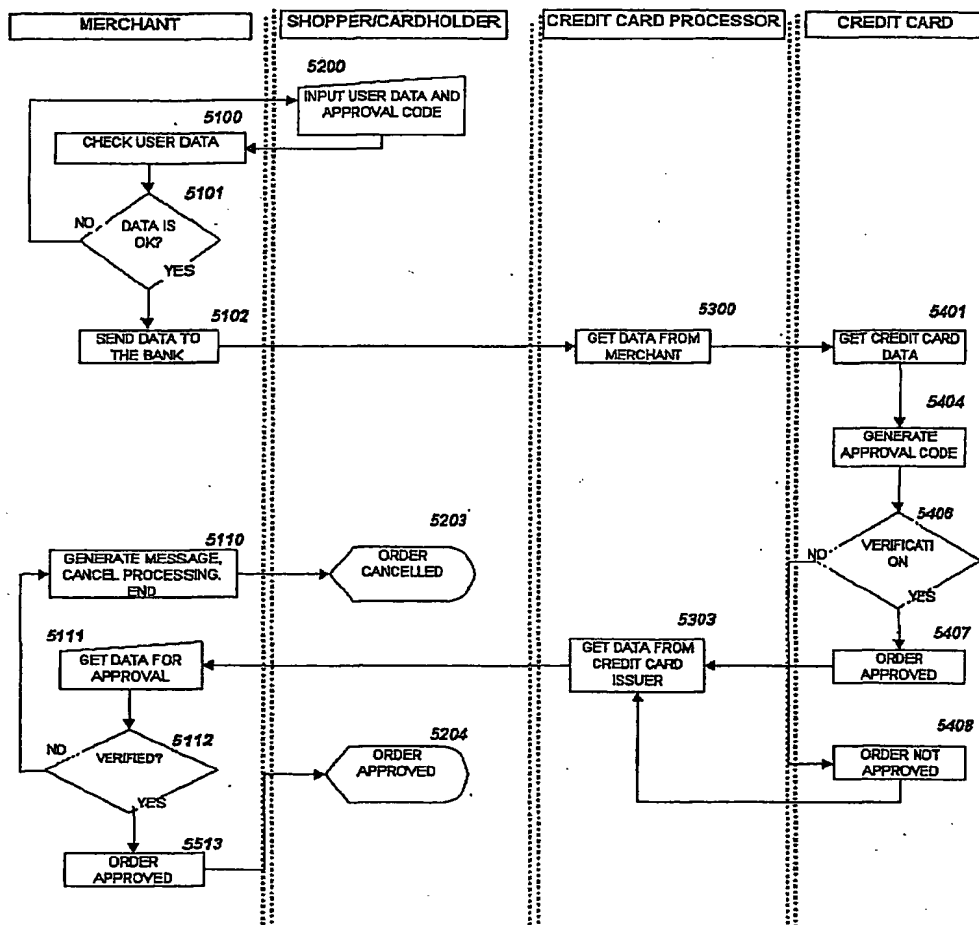 MERCHANT
SHOPPER/CARDHOLDER
CREDIT CARD PROCESSOR
CREDIT CARD
5200
INPUT USER DATA AND
APPROVAL CODE
5100
CHECK USER DATA
5101
NO
DATA IS
OK?
YES
5102
SEND DATA TO
THE BANK
5300
GET DATA FROM
MERCHANT
5401
GET CREDIT CARD
DATA
5404
GENERATE
APPROVAL CODE
5406
NO
VERIFICATI
ON
YES
5110
GENERATE MESSAGE,
CANCEL PROCESSING.
END
5203
ORDER
CANCELLED
5407
ORDER
APPROVED
5303
GET DATA FROM
CREDIT CARD
ISSUER
5111
GET DATA FOR
APPROVAL
5112
NO
VERIFIED?
YES
5204
ORDER
APPROVED
5408
ORDER NOT
APPROVED
5513
ORDER
APPROVED